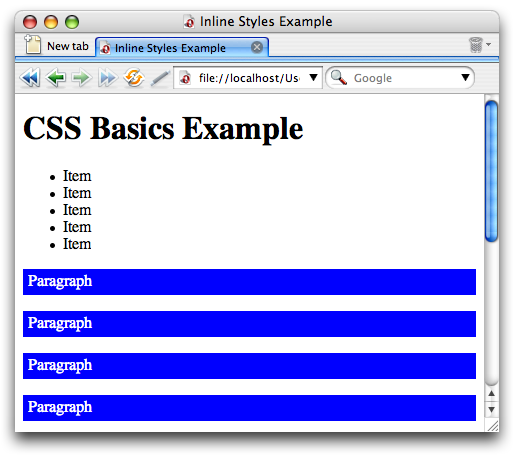 Inline Styles Example
New tab
Inline Styles Example
file://localhost/Us
Google
CSS Basics Example
Item
Item
Item
Item
Item
Paragraph
Paragraph
Paragraph
Paragraph